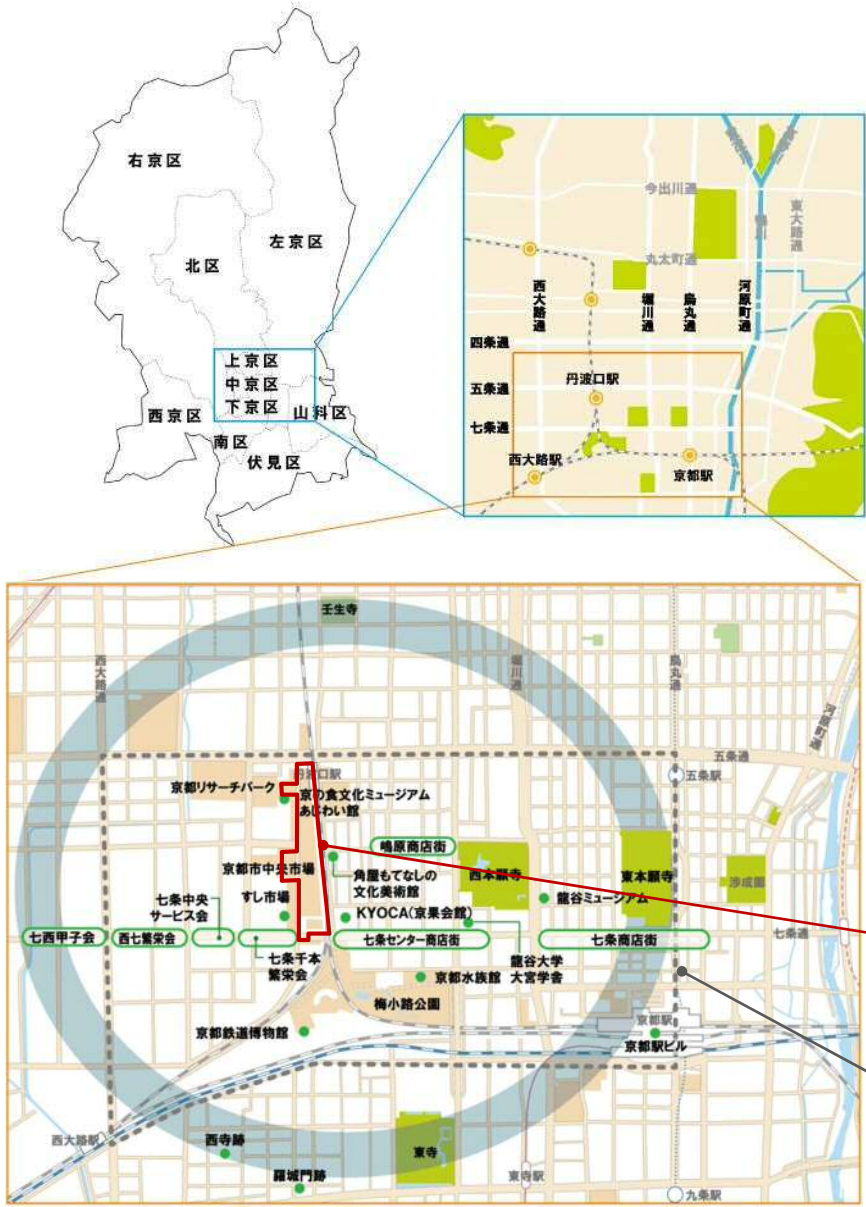 右京区
左京区
北区
上京区
中京区
下京区
西京区
山科区
南区
伏見区
今出川通
鴨川
東大路通
丸太町通
西大路通
堀川通
烏丸通
河原町通
四条通
丹波口駅
五条通
七条通
西大路駅
京都駅
壬生寺
西大路通
堀川通
烏丸通
河原町通
五条通
丹波口駅
五条駅
京都リサーチパーク
京の食文化ミュージアム
あじわい館
嶋原商店街
京都市中央市場
角屋もてなしの
文化美術館
西本願寺
東本願寺
渉成園
七条中央
サービス会
すし市場
KYOCA(京果会館)
龍谷ミュージアム
七西甲子会
西七繁栄会
七条千本
繁栄会
七条センター商店街
龍谷大学
大宮学舎
七条商店街
七条通
京都水族館
梅小路公園
京都鉄道博物館
京都駅
京都駅ビル
西大路駅
西寺跡
東寺
東寺駅
羅城門跡
九条駅